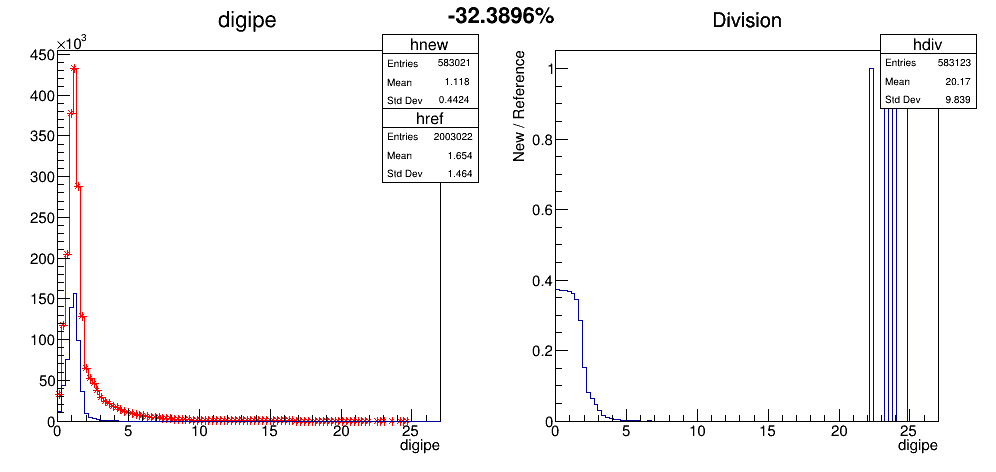 -32.3896%
digipe
×10³
hnew
Entries 583021
Mean 1.118
Std Dev 0.4424
href
Entries 2003022
Mean 1.654
Std Dev 1.464
450
400
350
300
250
200
150
100
50
0
0 5 10 15 20 25
digipe
Division
hdiv
Entries 583123
Mean 20.17
Std Dev 9.839
New / Reference
1
0.8
0.6
0.4
0.2
0
0 5 10 15 20 25
digipe